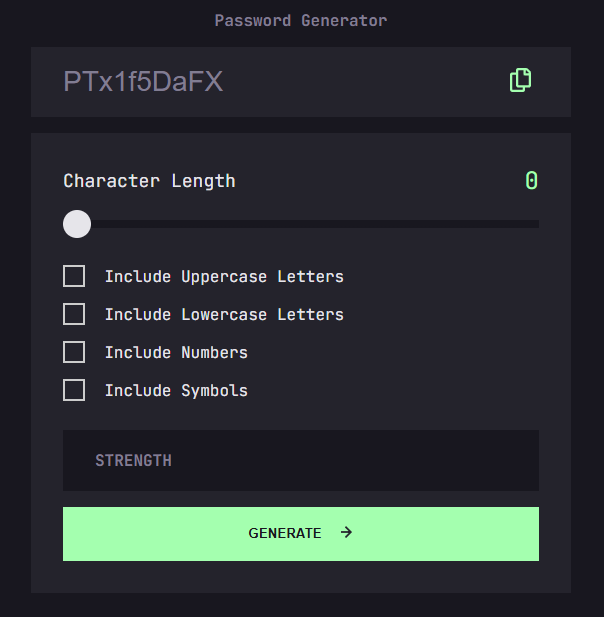 Password Generator
PTx1f5DaFX
Character Length 0
Include Uppercase Letters
Include Lowercase Letters
Include Numbers
Include Symbols
STRENGTH
GENERATE →